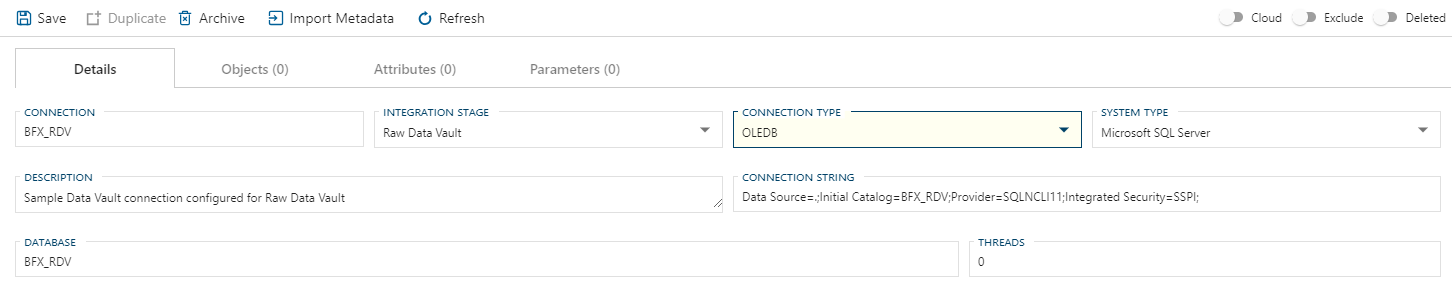 Save Duplicate Archive Import Metadata Refresh Cloud Exclude Deleted
Details Objects (0) Attributes (0) Parameters (0)
CONNECTION INTEGRATION STAGE CONNECTION TYPE SYSTEM TYPE
BFX_RDV Raw Data Vault OLEDB Microsoft SQL Server
DESCRIPTION CONNECTION STRING
Sample Data Vault connection configured for Raw Data Vault Data Source=.;Initial Catalog=BFX_RDV;Provider=SQLNCLI11;Integrated Security=SSPI;
DATABASE THREADS
BFX_RDV 0